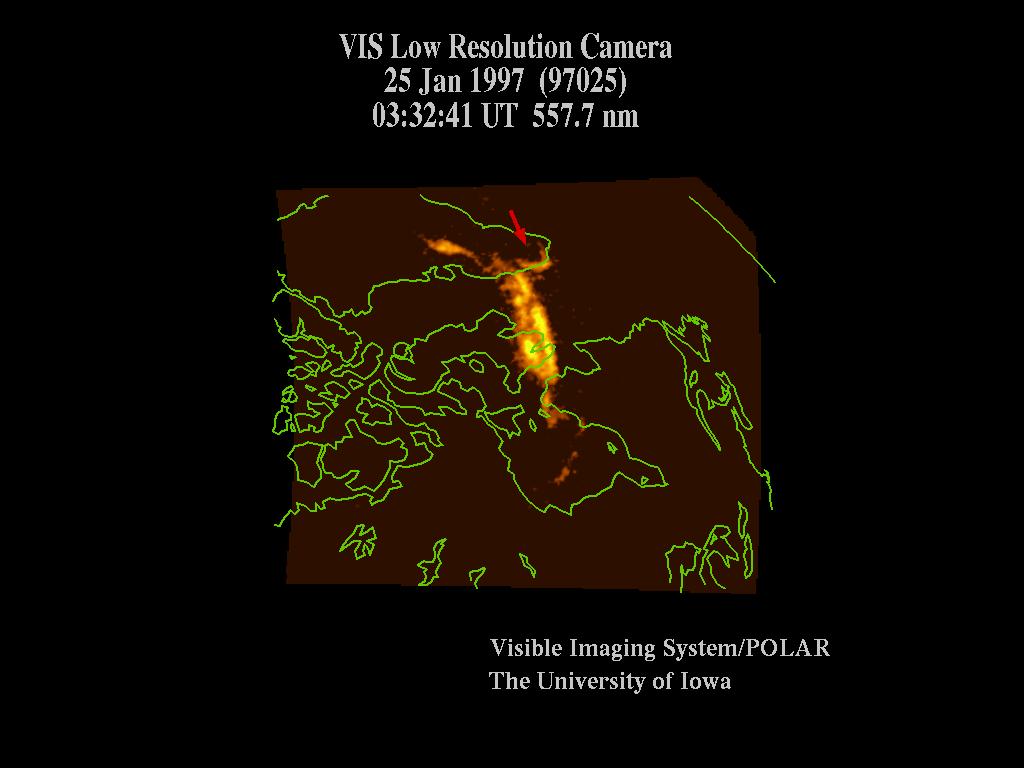 VIS Low Resolution Camera
25 Jan 1997 (97025)
03:32:41 UT 557.7 nm
Visible Imaging System/POLAR
The University of Iowa